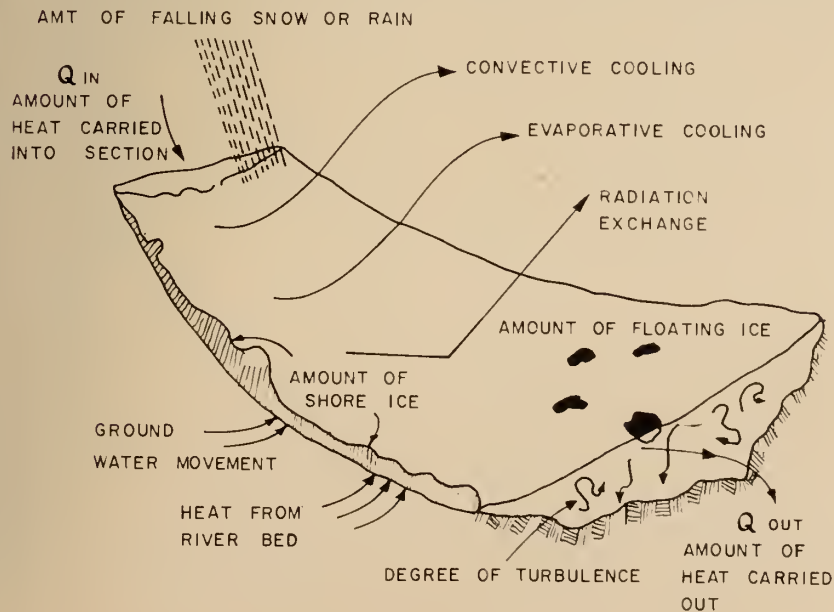 AMT OF FALLING SNOW OR RAIN
Q IN
AMOUNT OF
HEAT CARRIED
INTO SECTION
CONVECTIVE COOLING
EVAPORATIVE COOLING
RADIATION
EXCHANGE
AMOUNT OF FLOATING ICE
AMOUNT OF
SHORE ICE
GROUND
WATER MOVEMENT
HEAT FROM
RIVER BED
DEGREE OF TURBULENCE
Q OUT
AMOUNT OF
HEAT CARRIED
OUT